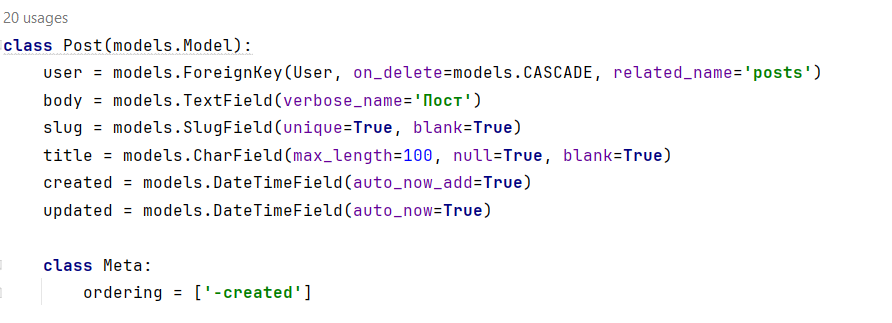 20 usages
class Post(models.Model):
    user = models.ForeignKey(User, on_delete=models.CASCADE, related_name='posts')
    body = models.TextField(verbose_name='Пост')
    slug = models.SlugField(unique=True, blank=True)
    title = models.CharField(max_length=100, null=True, blank=True)
    created = models.DateTimeField(auto_now_add=True)
    updated = models.DateTimeField(auto_now=True)
    class Meta:
        ordering = ['-created']